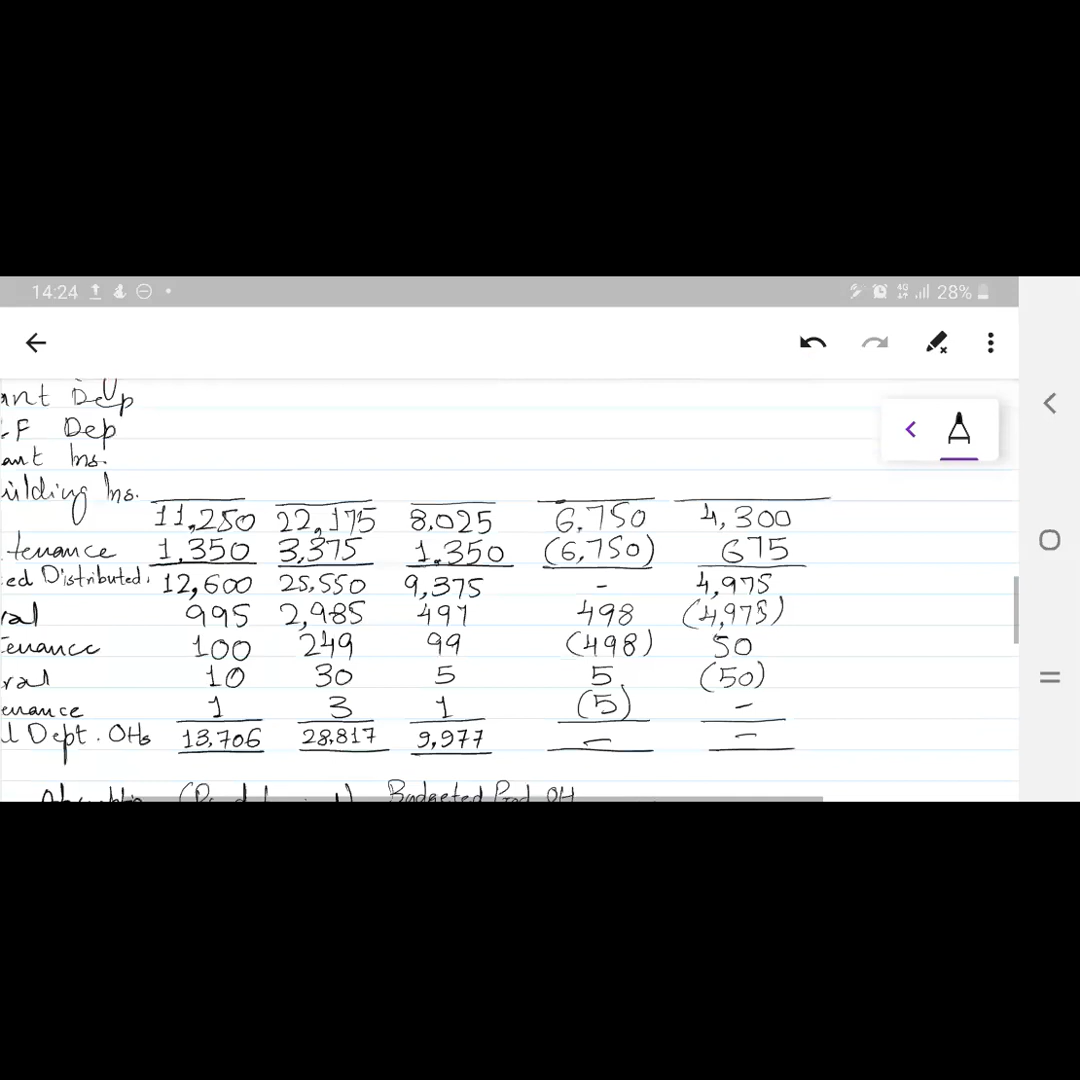 14:24 4G 28%
ant Dep
F Dep
ant Ins.
uilding Ins.
11,250 22,175 8,025 6,750 4,300
tenance 1,350 3,375 1,350 (6,750) 675
ed Distributed. 12,600 25,550 9,375 - 4,975
ral 995 2,985 497 498 (4,975)
tenance 100 249 99 (498) 50
ral 10 30 5 5 (50)
enance 1 3 1 (5) -
l Dept. OHs 13,706 28,817 9,977 - -
Budgeted Prod OH